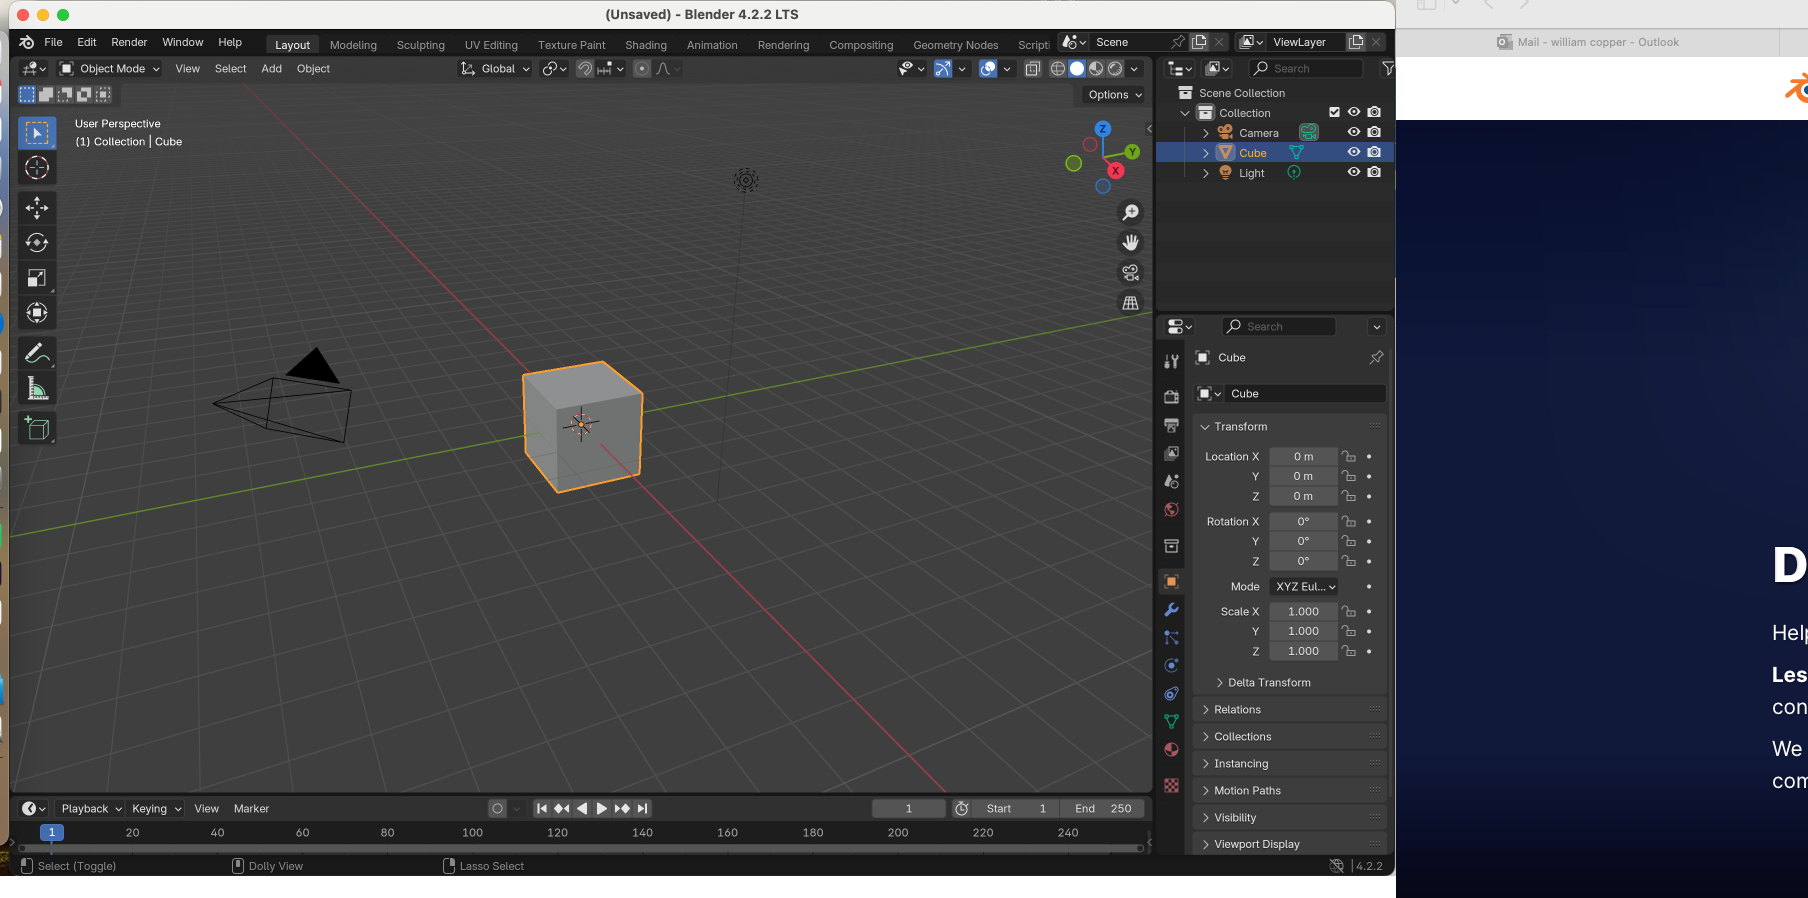 (Unsaved) - Blender 4.2.2 LTS
File Edit Render Window Help Layout Modeling Sculpting UV Editing Texture Paint Shading Animation Rendering Compositing Geometry Nodes Scripti Scene ViewLayer
Object Mode View Select Add Object Global Search
Options
User Perspective
(1) Collection | Cube
Z
Y
X
Scene Collection
Collection
Camera
Cube
Light
Search
Cube
Cube
Transform
Location X 0 m
Y 0 m
Z 0 m
Rotation X 0°
Y 0°
Z 0°
Mode XYZ Eul...
Scale X 1.000
Y 1.000
Z 1.000
Delta Transform
Relations
Collections
Instancing
Motion Paths
Visibility
Viewport Display
Playback Keying View Marker 1 Start 1 End 250
1 20 40 60 80 100 120 140 160 180 200 220 240
Select (Toggle) Dolly View Lasso Select 4.2.2
Mail - william copper - Outlook
D
Help
Les
con
We
com